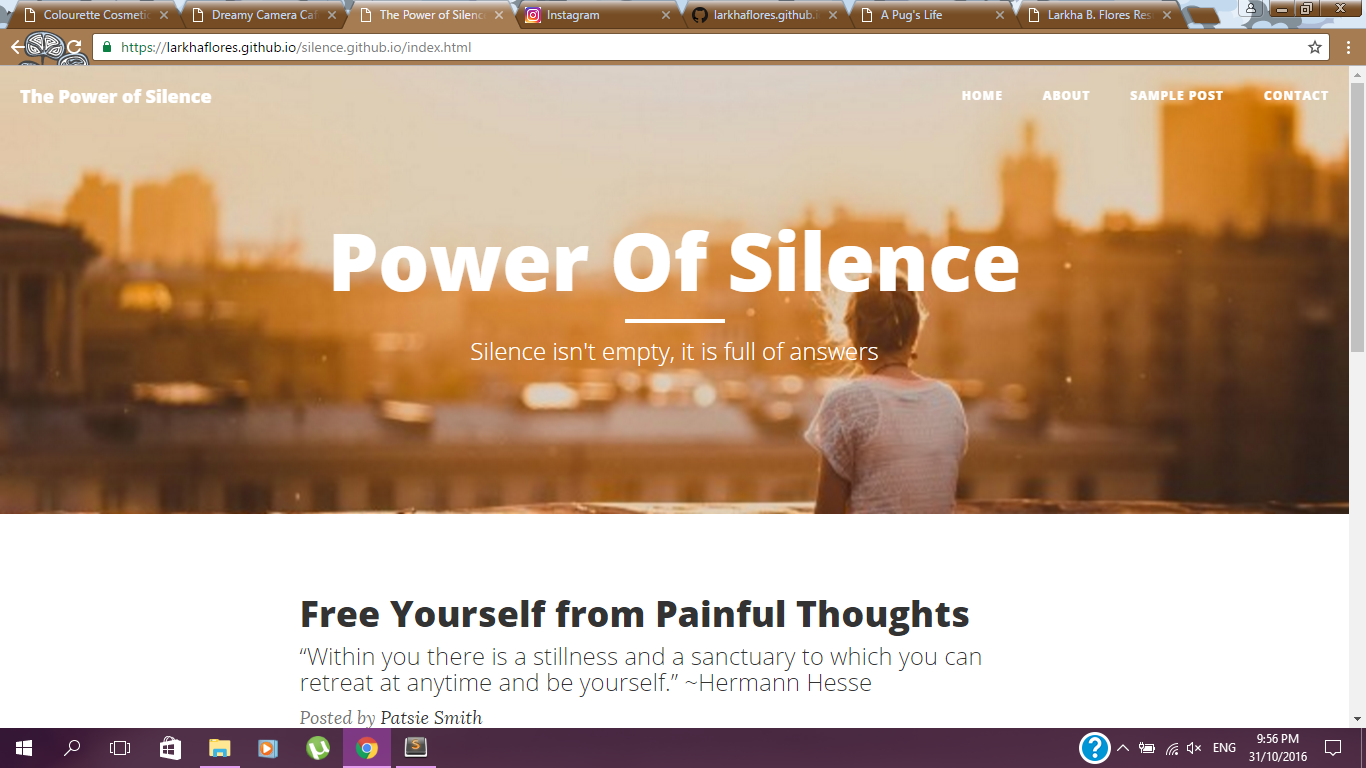 Colourette Cosmetic
Dreamy Camera Caf
The Power of Silence
Instagram
larkhaflores.github.i
A Pug's Life
Larkha B. Flores Res
https://larkhaflores.github.io/silence.github.io/index.html
The Power of Silence
HOME ABOUT SAMPLE POST CONTACT
Power Of Silence
Silence isn't empty, it is full of answers
Free Yourself from Painful Thoughts
“Within you there is a stillness and a sanctuary to which you can
retreat at anytime and be yourself.” ~Hermann Hesse
Posted by Patsie Smith
ENG
9:56 PM
31/10/2016